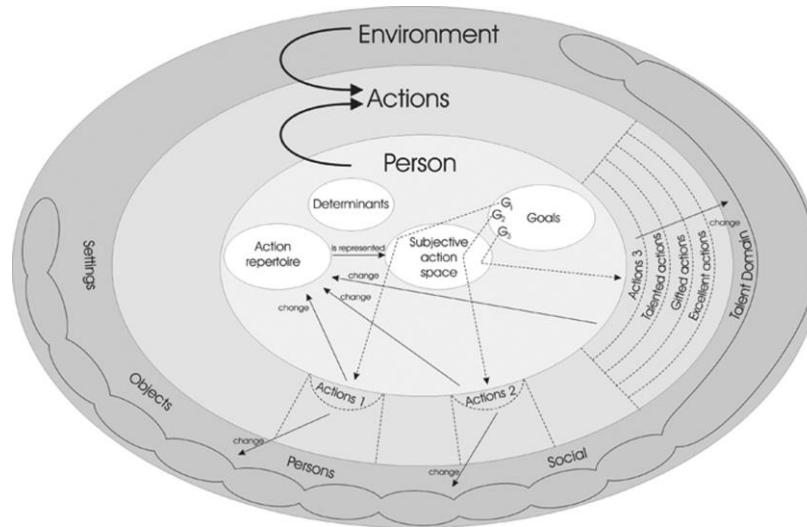 Environment
Actions
Person
Determinants
G1
G2
G3
Goals
Action
repertoire
is represented
Subjective
action
space
change
change
change
change
Actions 3
Talented actions
Gifted actions
Excellent actions
Talent Domain
Settings
Objects
Persons
Social
Actions 1
Actions 2
change
change